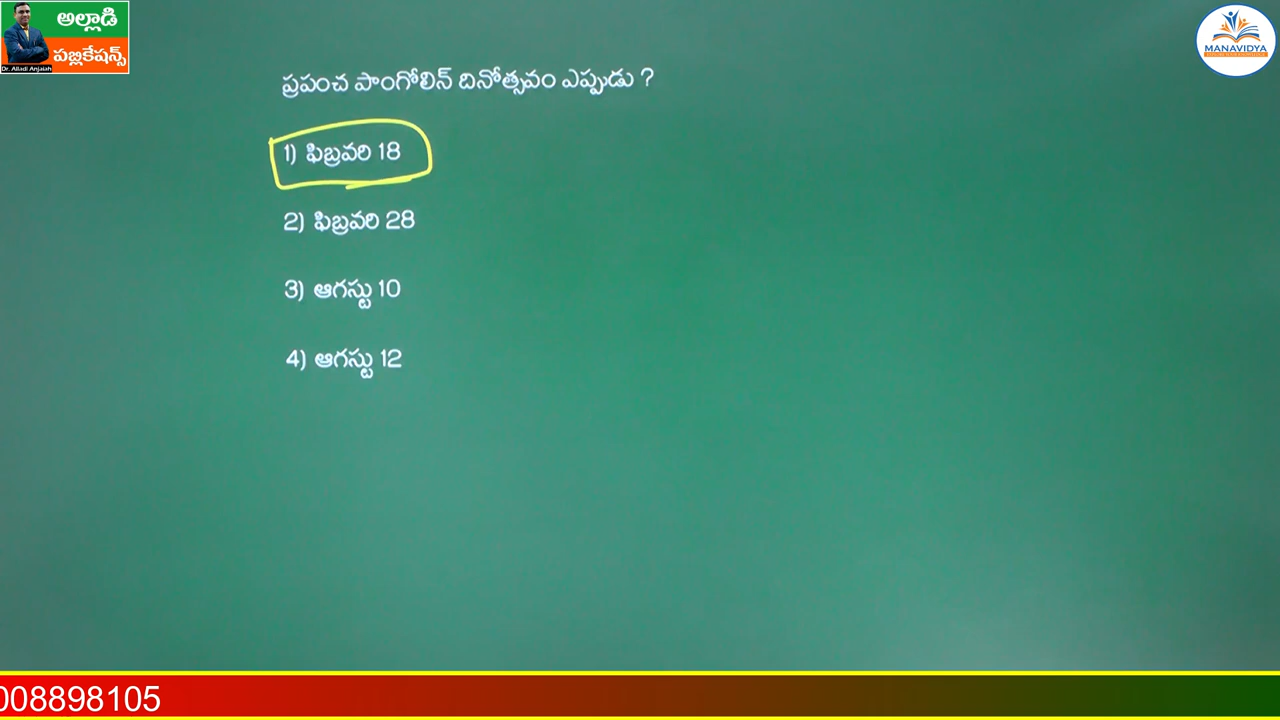 అల్లాడి
పబ్లికేషన్స్
Dr. Alladi Anjaiah
MANAVIDYA
ప్రపంచ పాంగోలిన్ దినోత్సవం ఎప్పుడు ?
1) ఫిబ్రవరి 18
2) ఫిబ్రవరి 28
3) ఆగస్టు 10
4) ఆగస్టు 12
008898105